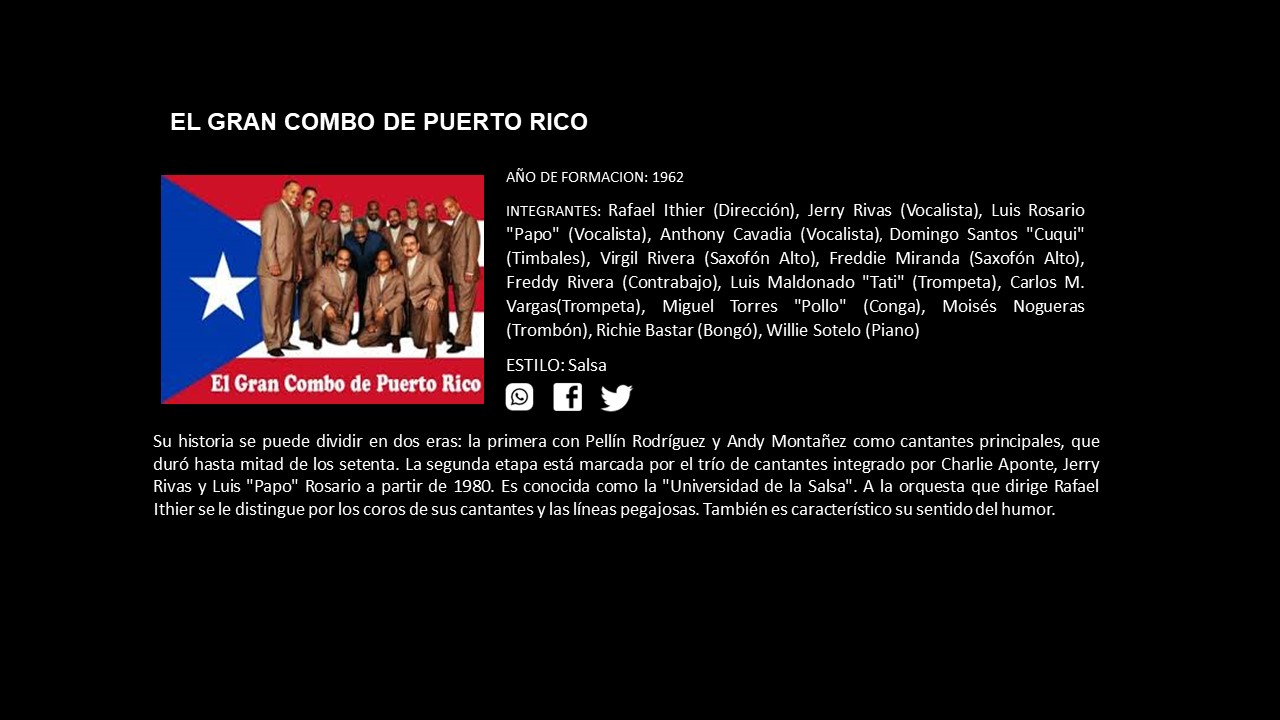 EL GRAN COMBO DE PUERTO RICO
El Gran Combo de Puerto Rico
AÑO DE FORMACION: 1962
INTEGRANTES: Rafael Ithier (Dirección), Jerry Rivas (Vocalista), Luis Rosario
"Papo" (Vocalista), Anthony Cavadia (Vocalista), Domingo Santos "Cuqui"
(Timbales), Virgil Rivera (Saxofón Alto), Freddie Miranda (Saxofón Alto),
Freddy Rivera (Contrabajo), Luis Maldonado "Tati" (Trompeta), Carlos M.
Vargas(Trompeta), Miguel Torres "Pollo" (Conga), Moisés Nogueras
(Trombón), Richie Bastar (Bongó), Willie Sotelo (Piano)
ESTILO: Salsa
Su historia se puede dividir en dos eras: la primera con Pellín Rodríguez y Andy Montañez como cantantes principales, que
duró hasta mitad de los setenta. La segunda etapa está marcada por el trío de cantantes integrado por Charlie Aponte, Jerry
Rivas y Luis "Papo" Rosario a partir de 1980. Es conocida como la "Universidad de la Salsa". A la orquesta que dirige Rafael
Ithier se le distingue por los coros de sus cantantes y las líneas pegajosas. También es característico su sentido del humor.